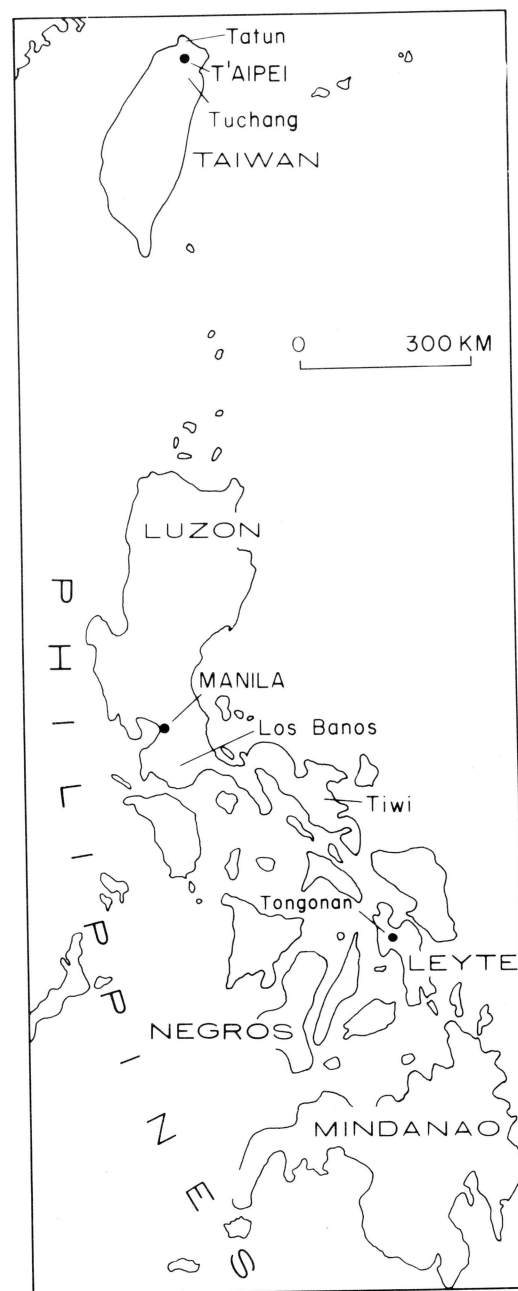 Tatun
T'AIPEI
Tuchang
TAIWAN
0 300 KM
LUZON
PHILIPPINES
MANILA
Los Banos
Tiwi
Tongonan
LEYTE
NEGROS
MINDANAO